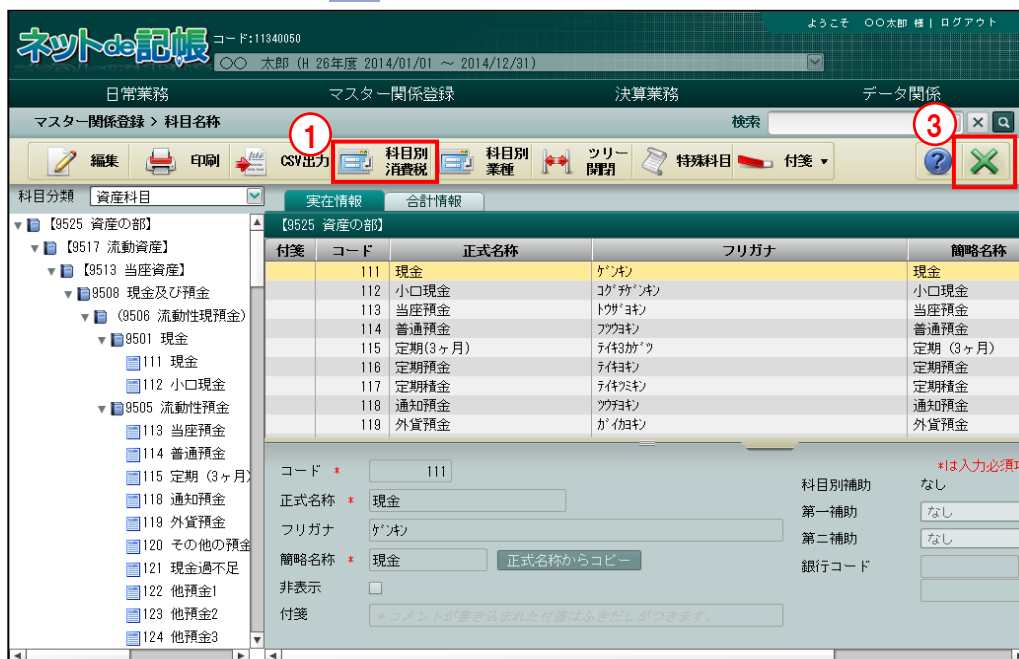 ようこそ 〇〇太郎 様 | ログアウト
ネットde記帳 コード:11340050
〇〇 太郎 (H 26年度 2014/01/01 ～ 2014/12/31)
日常業務 マスター関係登録 決算業務 データ関係
マスター関係登録 > 科目名称 検索
① ③
編集 印刷 CSV出力 科目別消費税 科目別業種 ツリー開閉 特殊科目 付箋 ▼
科目分類 資産科目
実在情報 合計情報
【9525 資産の部】
付箋 コード 正式名称 フリガナ 簡略名称
111 現金 ｹﾞﾝｷﾝ 現金
112 小口現金 ｺｸﾞﾁｹﾞﾝｷﾝ 小口現金
113 当座預金 ﾄｳｻﾞﾖｷﾝ 当座預金
114 普通預金 ﾌﾂｳﾖｷﾝ 普通預金
115 定期(3ヶ月) ﾃｲｷ3ｶｹﾞﾂ 定期（3ヶ月）
116 定期預金 ﾃｲｷﾖｷﾝ 定期預金
117 定期積金 ﾃｲｷﾂﾐｷﾝ 定期積金
118 通知預金 ﾂｳﾁﾖｷﾝ 通知預金
119 外貨預金 ｶﾞｲｶﾖｷﾝ 外貨預金
【9525 資産の部】
【9517 流動資産】
【9513 当座資産】
9508 現金及び預金
（9506 流動性現預金）
9501 現金
111 現金
112 小口現金
9505 流動性預金
113 当座預金
114 普通預金
115 定期（3ヶ月）
118 通知預金
119 外貨預金
120 その他の預金
121 現金過不足
122 他預金1
123 他預金2
124 他預金3
*は入力必須項
コード * 111
正式名称 * 現金
フリガナ ｹﾞﾝｷﾝ
簡略名称 * 現金 正式名称からコピー
非表示
付箋 *コメントが書き込まれた付箋はふきだしがつきます。
科目別補助 なし
第一補助 なし
第二補助 なし
銀行コード